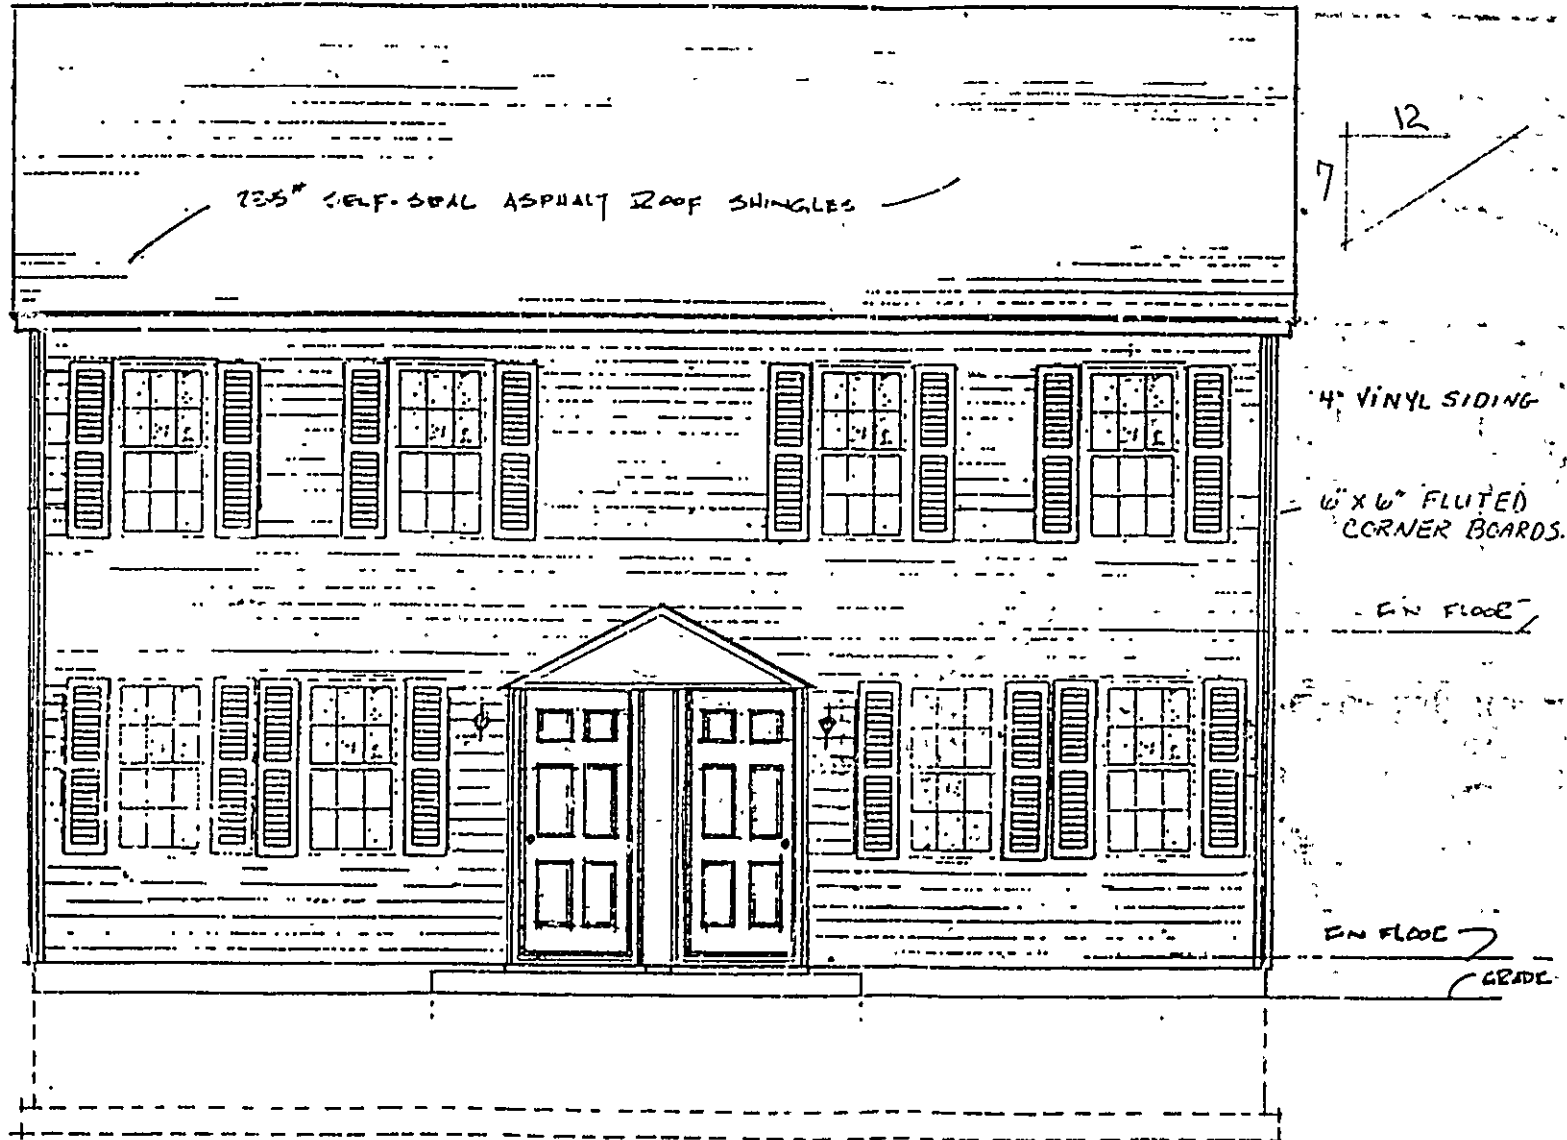 12
7
235# SELF-SEAL ASPHALT ROOF SHINGLES
4" VINYL SIDING
6" X 6" FLUTED
CORNER BOARDS.
FIN FLOOR
FIN FLOOR
GRADE